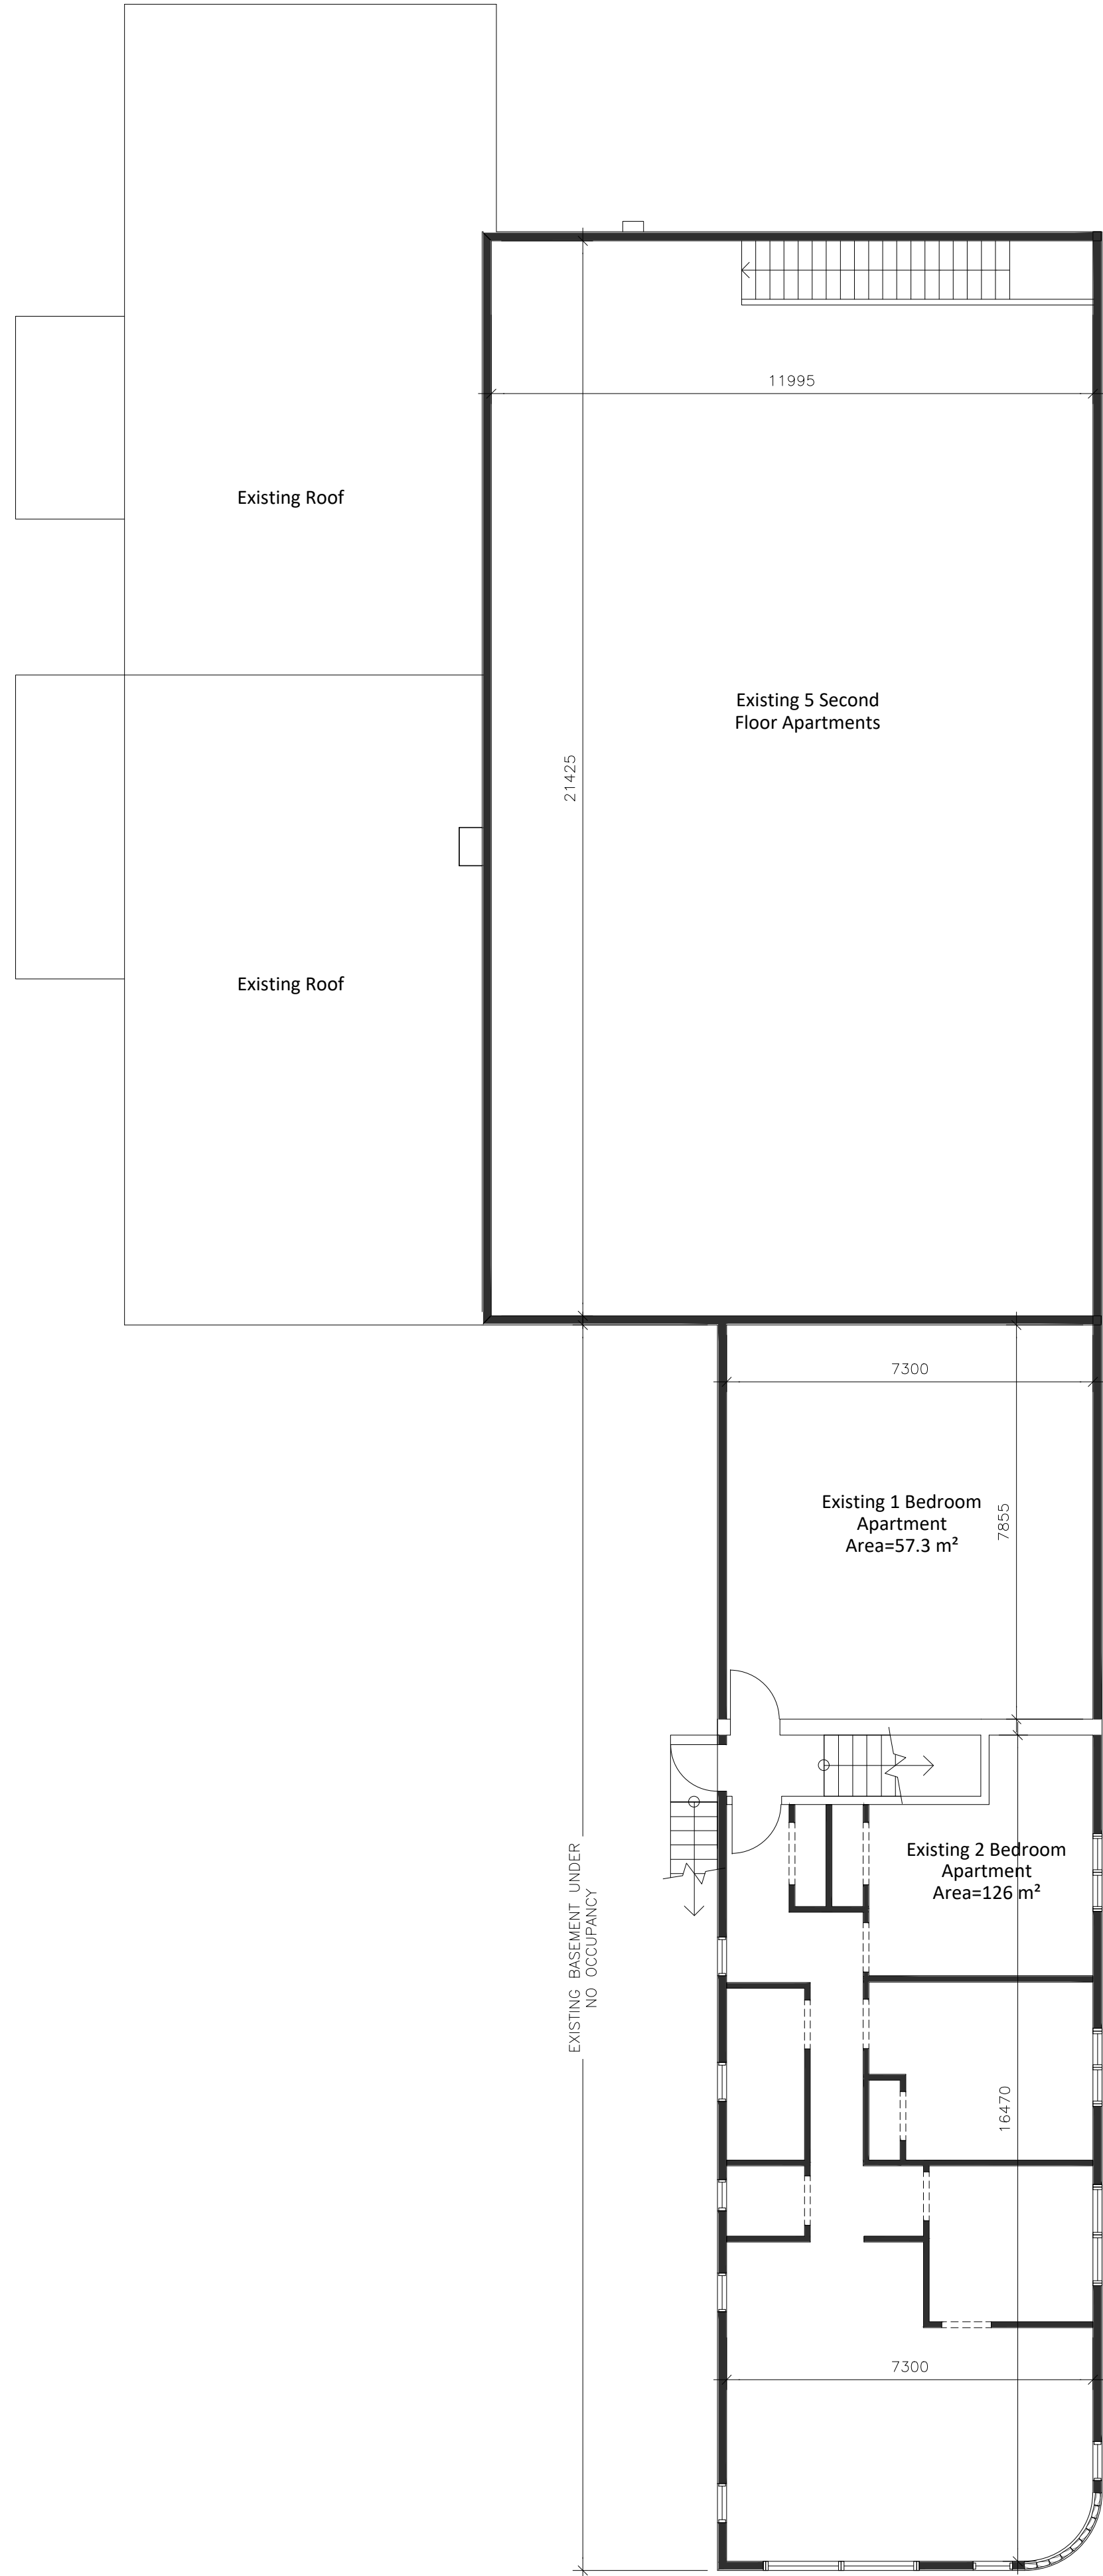 11995
Existing Roof
Existing 5 Second
Floor Apartments
21425
Existing Roof
7300
Existing 1 Bedroom
Apartment
Area=57.3 m²
7855
EXISTING BASEMENT UNDER
NO OCCUPANCY
Existing 2 Bedroom
Apartment
Area=126 m²
16470
7300